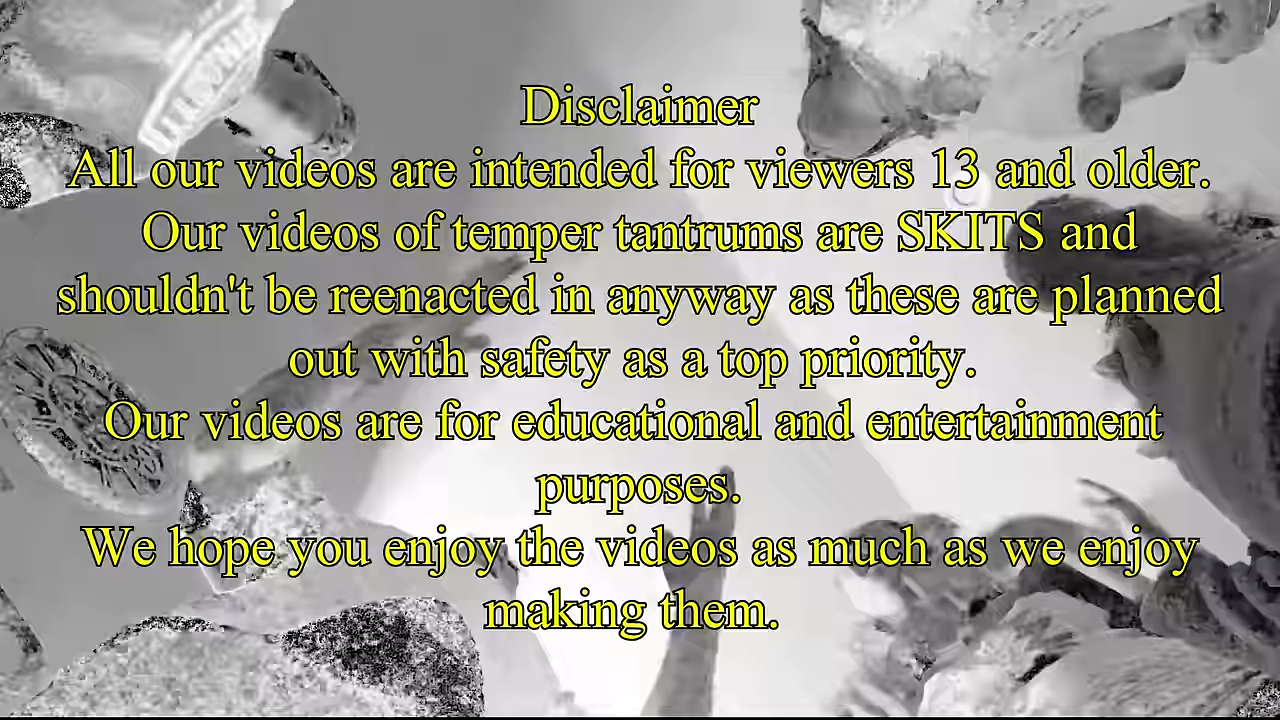 Disclaimer
All our videos are intended for viewers 13 and older.
Our videos of temper tantrums are SKITS and
shouldn't be reenacted in anyway as these are planned
out with safety as a top priority.
Our videos are for educational and entertainment
purposes.
We hope you enjoy the videos as much as we enjoy
making them.